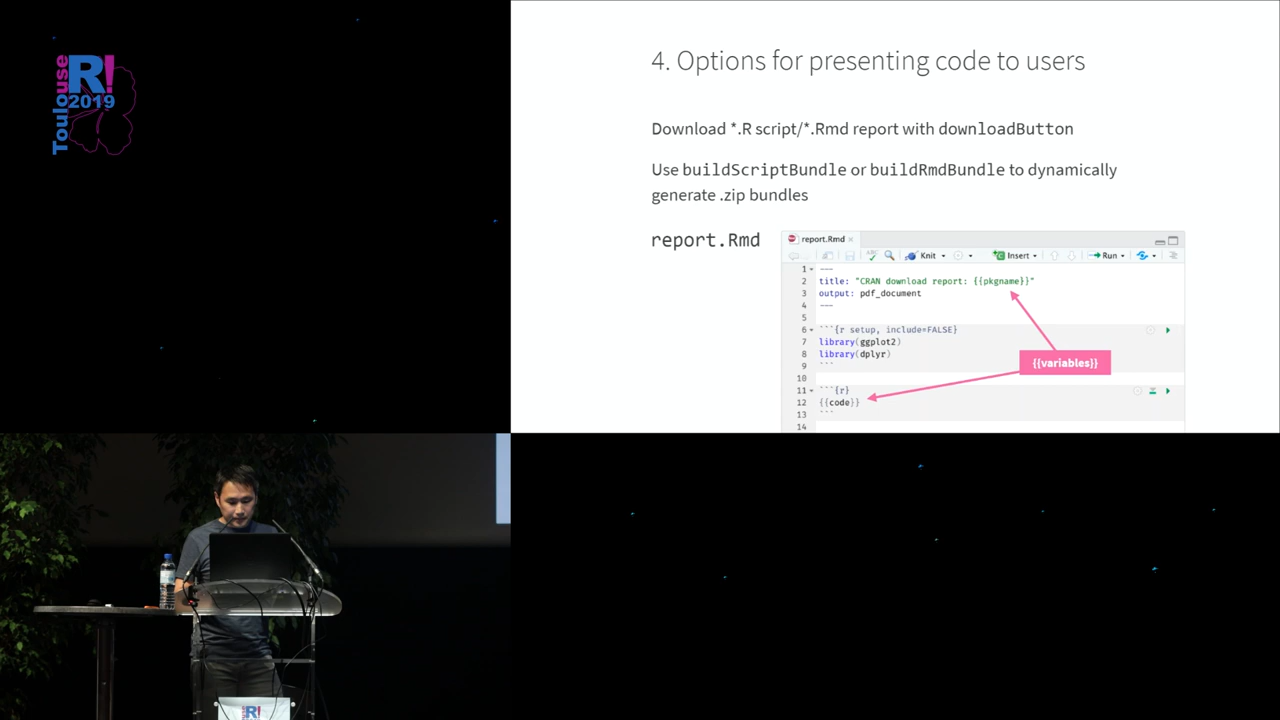 Toulouse
R!
2019
4. Options for presenting code to users
Download *.R script/*.Rmd report with downloadButton
Use buildScriptBundle or buildRmdBundle to dynamically
generate .zip bundles
report.Rmd
report.Rmd
ABC
Knit
Insert
Run
1 ---
2 title: "CRAN download report: {{pkgname}}"
3 output: pdf_document
4 ---
5
6 ```{r setup, include=FALSE}
7 library(ggplot2)
8 library(dplyr)
9 ```
10
11 ```{r}
12 {{code}}
13 ```
14
{{variables}}
R!